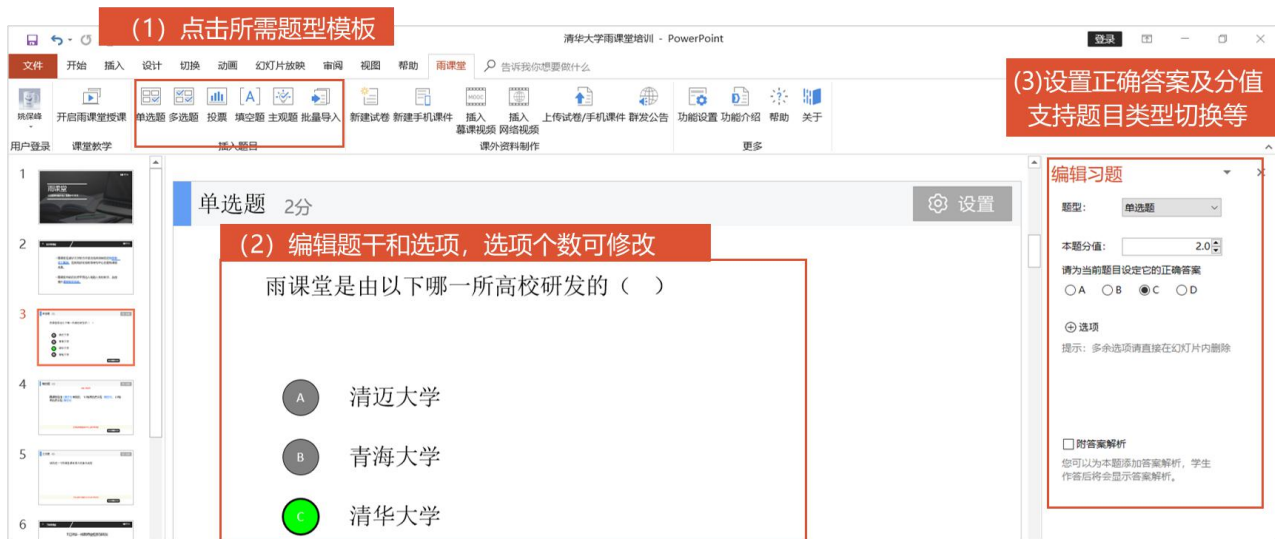 (1) 点击所需题型模板
清华大学雨课堂培训 - PowerPoint
登录
文件 开始 插入 设计 切换 动画 幻灯片放映 审阅 视图 帮助 雨课堂 告诉我你想要做什么
(3)设置正确答案及分值
支持题目类型切换等
姚保峰 开启雨课堂授课 单选题 多选题 投票 填空题 主观题 批量导入 新建试卷 新建手机课件 插入 插入 上传试卷/手机课件 群发公告 功能设置 功能介绍 帮助 关于
慕课视频 网络视频
用户登录 课堂教学 插入题目 课外资料制作 更多
1
雨课堂
2
3
4
5
6
单选题 2分
设置
(2) 编辑题干和选项，选项个数可修改
雨课堂是由以下哪一所高校研发的（ ）
A 清迈大学
B 青海大学
C 清华大学
编辑习题
题型： 单选题
本题分值： 2.0
请为当前题目设定它的正确答案
A B C D
选项
提示：多余选项请直接在幻灯片内删除
附答案解析
您可以为本题添加答案解析，学生
作答后将会显示答案解析。